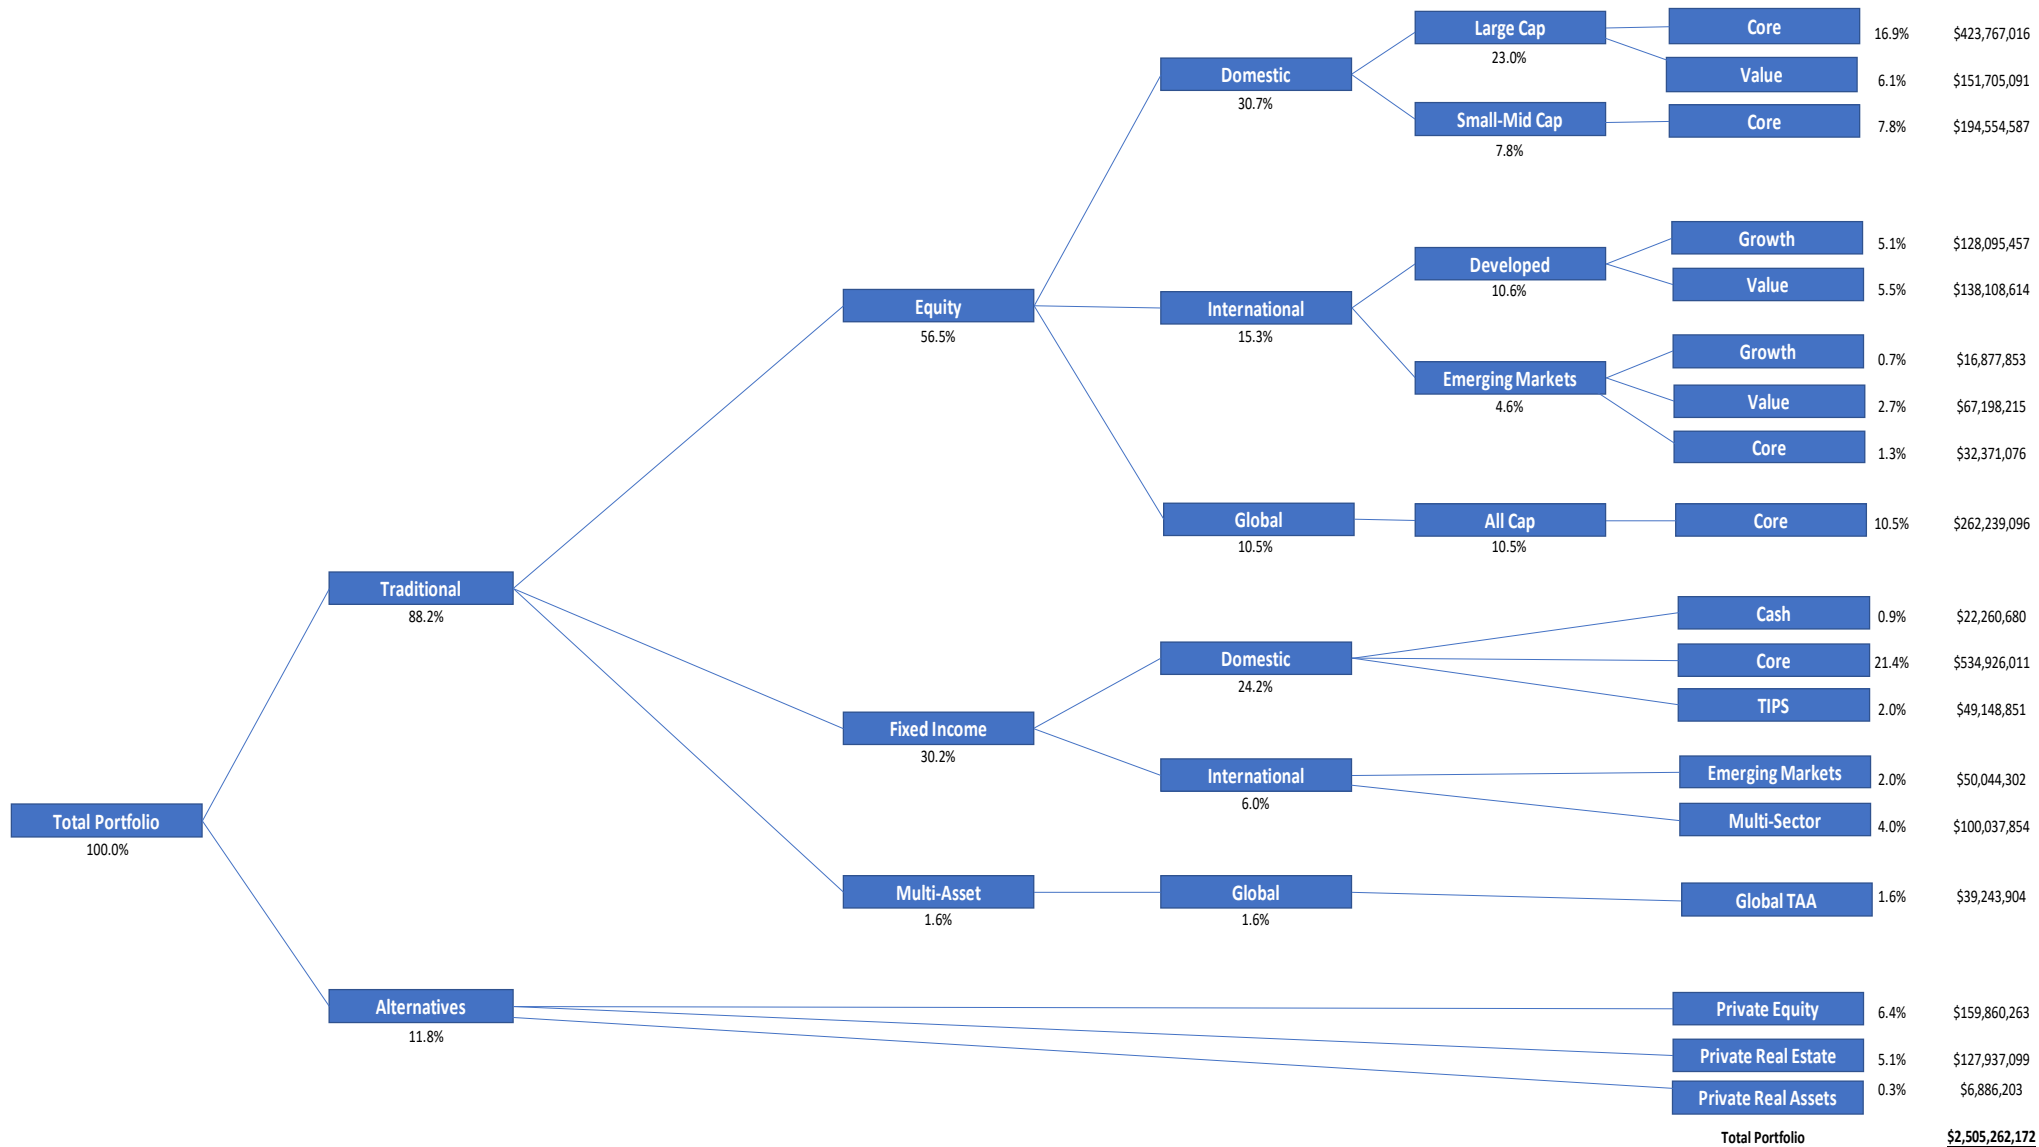 Large Cap
23.0%
Core
16.9%
$423,767,016
Domestic
30.7%
Value
6.1%
$151,705,091
Small-Mid Cap
7.8%
Core
7.8%
$194,554,587
Growth
5.1%
$128,095,457
Developed
10.6%
Value
5.5%
$138,108,614
Equity
56.5%
International
15.3%
Growth
0.7%
$16,877,853
Emerging Markets
4.6%
Value
2.7%
$67,198,215
Core
1.3%
$32,371,076
Global
10.5%
All Cap
10.5%
Core
10.5%
$262,239,096
Traditional
88.2%
Cash
0.9%
$22,260,680
Domestic
24.2%
Core
21.4%
$534,926,011
TIPS
2.0%
$49,148,851
Fixed Income
30.2%
International
6.0%
Emerging Markets
2.0%
$50,044,302
Multi-Sector
4.0%
$100,037,854
Total Portfolio
100.0%
Multi-Asset
1.6%
Global
1.6%
Global TAA
1.6%
$39,243,904
Alternatives
11.8%
Private Equity
6.4%
$159,860,263
Private Real Estate
5.1%
$127,937,099
Private Real Assets
0.3%
$6,886,203
Total Portfolio
$2,505,262,172